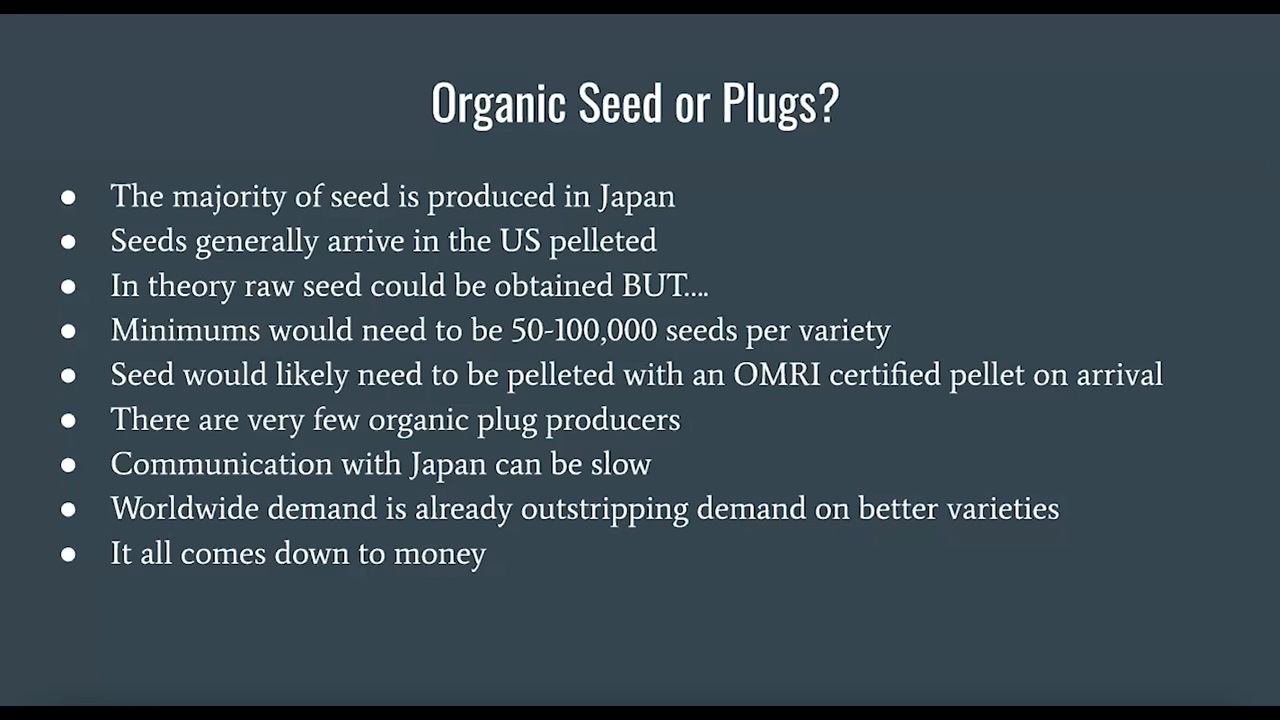 Organic Seed or Plugs?
● The majority of seed is produced in Japan
● Seeds generally arrive in the US pelleted
● In theory raw seed could be obtained BUT....
● Minimums would need to be 50-100,000 seeds per variety
● Seed would likely need to be pelleted with an OMRI certified pellet on arrival
● There are very few organic plug producers
● Communication with Japan can be slow
● Worldwide demand is already outstripping demand on better varieties
● It all comes down to money